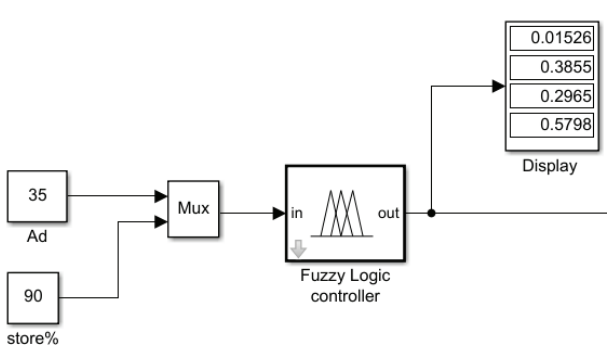 0.01526
0.3855
0.2965
0.5798
Display
35
Ad
Mux
in
out
Fuzzy Logic
controller
90
store%